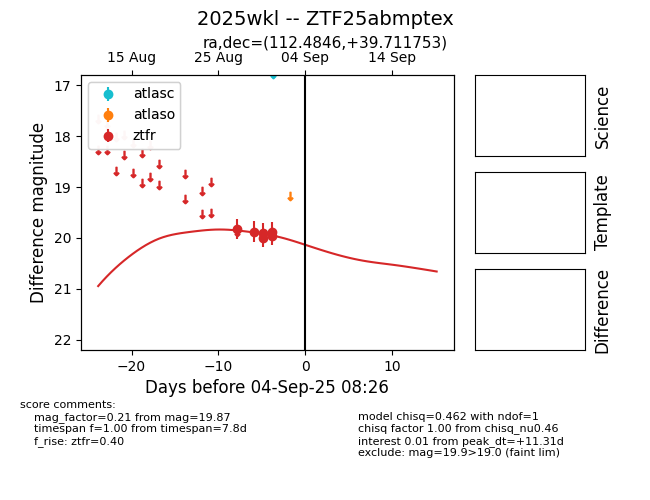 2025wkl -- ZTF25abmptex
ra,dec=(112.4846,+39.711753)
15 Aug 25 Aug 04 Sep 14 Sep
17
18
19
20
21
22
Difference magnitude
atlasc
atlaso
ztfr
−20 −10 0 10
Days before 04-Sep-25 08:26
Science
Template
Difference
score comments:
mag_factor=0.21 from mag=19.87
timespan f=1.00 from timespan=7.8d
f_rise: ztfr=0.40
model chisq=0.462 with ndof=1
chisq factor 1.00 from chisq_nu0.46
interest 0.01 from peak_dt=+11.31d
exclude: mag=19.9>19.0 (faint lim)